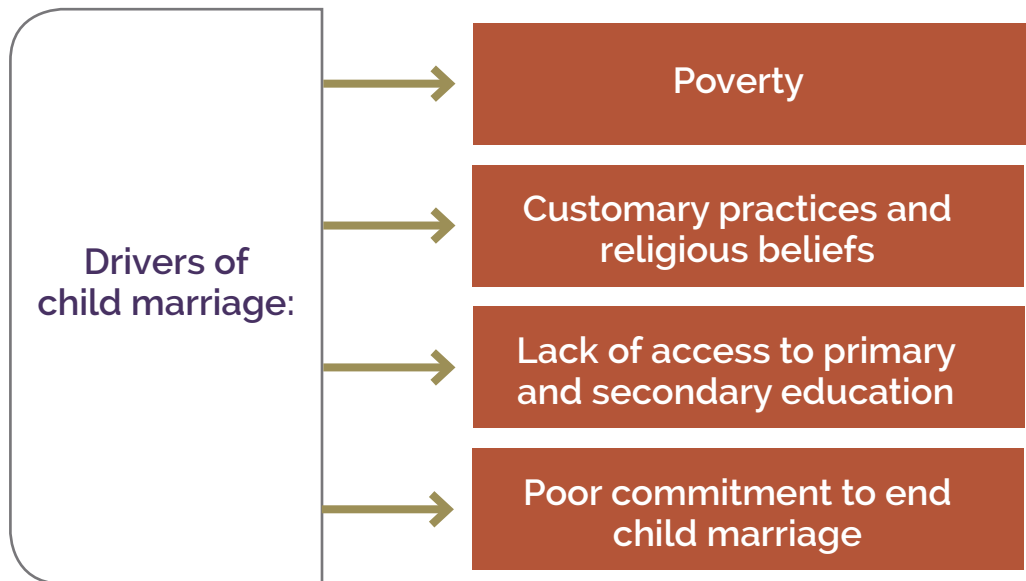 Drivers of
child marriage:
Poverty
Customary practices and
religious beliefs
Lack of access to primary
and secondary education
Poor commitment to end
child marriage